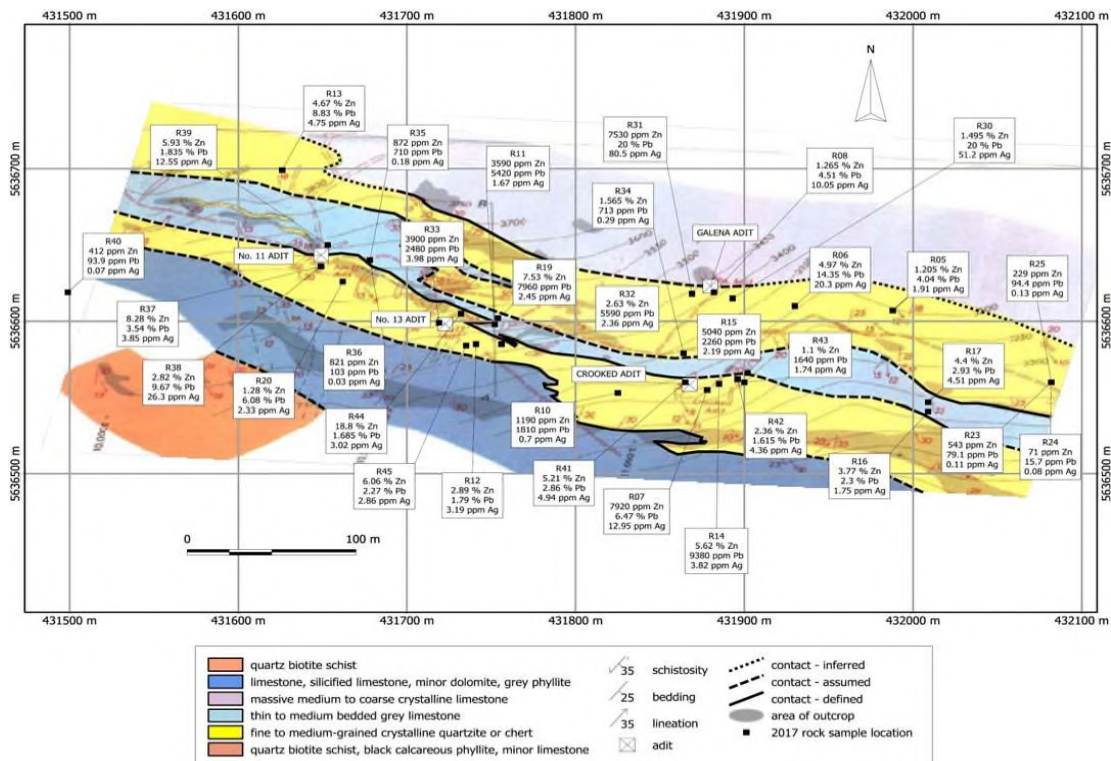 431500 m
431600 m
431700 m
431800 m
431900 m
432000 m
432100 m
N
R13
4.67 % Zn
8.83 % Pb
4.75 ppm Ag
R39
5.93 % Zn
1.835 % Pb
12.55 ppm Ag
R35
872 ppm Zn
710 ppm Pb
0.18 ppm Ag
R11
3590 ppm Zn
5420 ppm Pb
1.67 ppm Ag
R31
7530 ppm Zn
20 % Pb
80.5 ppm Ag
R08
1.265 % Zn
4.51 % Pb
10.05 ppm Ag
R30
1.495 % Zn
20 % Pb
51.2 ppm Ag
5636700 m
5636700 m
R34
1.565 % Zn
713 ppm Pb
0.29 ppm Ag
3700
3600
3550
3500
3400
GALENA ADIT
R40
412 ppm Zn
93.9 ppm Pb
0.07 ppm Ag
No. 11 ADIT
R33
3900 ppm Zn
2480 ppm Pb
3.98 ppm Ag
R19
7.53 % Zn
7960 ppm Pb
2.45 ppm Ag
R32
2.63 % Zn
5590 ppm Pb
2.36 ppm Ag
R06
4.97 % Zn
14.35 % Pb
20.3 ppm Ag
R05
1.205 % Zn
4.04 % Pb
1.91 ppm Ag
R25
229 ppm Zn
94.4 ppm Pb
0.13 ppm Ag
5636600 m
5636600 m
R37
8.28 % Zn
3.54 % Pb
3.85 ppm Ag
No. 13 ADIT
R15
5040 ppm Zn
2260 ppm Pb
2.19 ppm Ag
R43
1.1 % Zn
1640 ppm Pb
1.74 ppm Ag
R17
4.4 % Zn
2.93 % Pb
4.51 ppm Ag
R38
2.82 % Zn
9.67 % Pb
26.3 ppm Ag
R20
1.28 % Zn
6.08 % Pb
2.33 ppm Ag
R36
821 ppm Zn
103 ppm Pb
0.03 ppm Ag
CROOKED ADIT
R44
18.8 % Zn
1.685 % Pb
3.02 ppm Ag
R10
1190 ppm Zn
1810 ppm Pb
0.7 ppm Ag
R42
2.36 % Zn
1.615 % Pb
4.36 ppm Ag
R23
543 ppm Zn
79.1 ppm Pb
0.11 ppm Ag
R24
71 ppm Zn
15.7 ppm Pb
0.08 ppm Ag
5636500 m
5636500 m
R45
6.06 % Zn
2.27 % Pb
2.86 ppm Ag
R12
2.89 % Zn
1.79 % Pb
3.19 ppm Ag
R41
5.21 % Zn
2.86 % Pb
4.94 ppm Ag
R16
3.77 % Zn
2.3 % Pb
1.75 ppm Ag
R07
7920 ppm Zn
6.47 % Pb
12.95 ppm Ag
R14
5.62 % Zn
9380 ppm Pb
3.82 ppm Ag
0
100 m
431500 m
431600 m
431700 m
431800 m
431900 m
432000 m
432100 m
quartz biotite schist
limestone, silicified limestone, minor dolomite, grey phyllite
massive medium to coarse crystalline limestone
thin to medium bedded grey limestone
fine to medium-grained crystalline quartzite or chert
quartz biotite schist, black calcareous phyllite, minor limestone
35 schistosity
25 bedding
35 lineation
adit
contact - inferred
contact - assumed
contact - defined
area of outcrop
2017 rock sample location